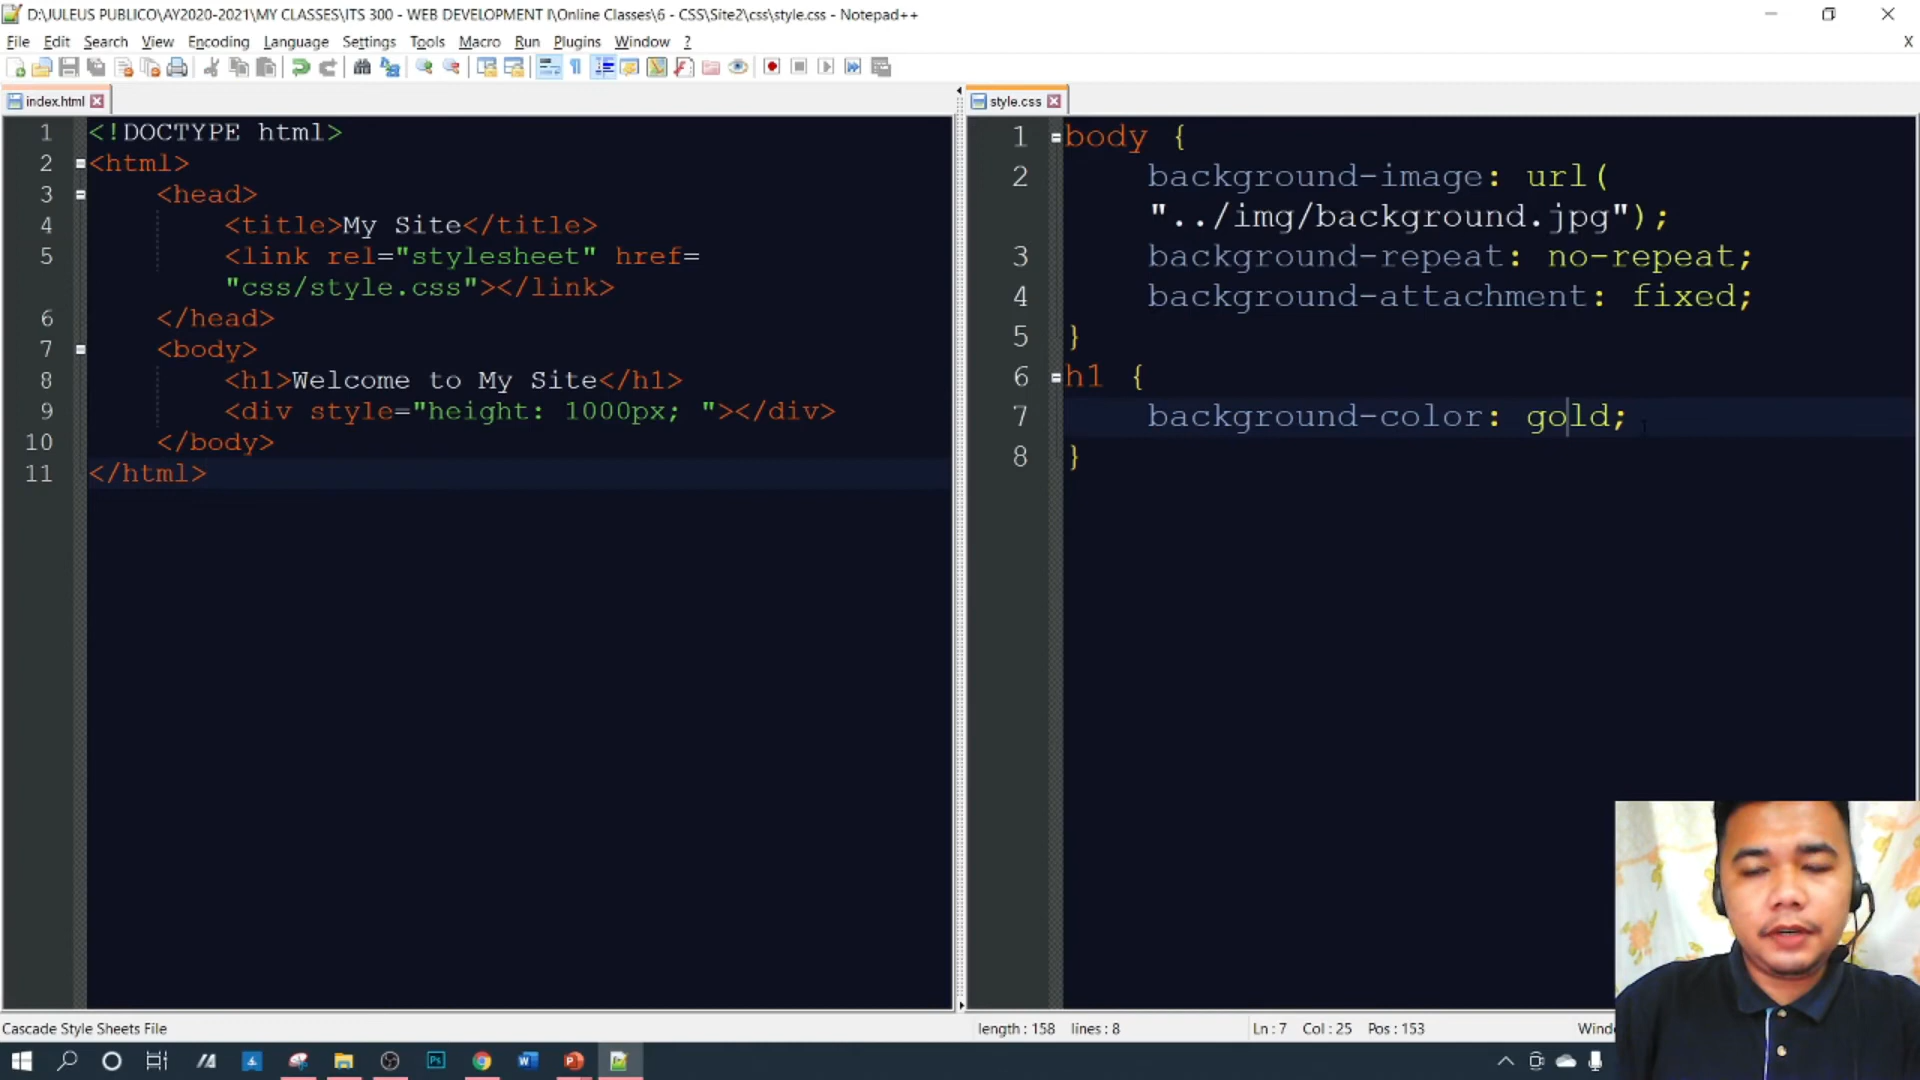 D:\JULEUS PUBLICO\AY2020-2021\MY CLASSES\ITS 300 - WEB DEVELOPMENT I\Online Classes\6 - CSS\Site2\css\style.css - Notepad++
File Edit Search View Encoding Language Settings Tools Macro Run Plugins Window ? X
index.html
1 <!DOCTYPE html>
2 <html>
3 <head>
4 <title>My Site</title>
5 <link rel="stylesheet" href=
"css/style.css"></link>
6 </head>
7 <body>
8 <h1>Welcome to My Site</h1>
9 <div style="height: 1000px; "></div>
10 </body>
11 </html>
style.css
1 body {
2 background-image: url(
"../img/background.jpg");
3 background-repeat: no-repeat;
4 background-attachment: fixed;
5 }
6 h1 {
7 background-color: gold;
8 }
Cascade Style Sheets File length : 158 lines : 8 Ln : 7 Col : 25 Pos : 153